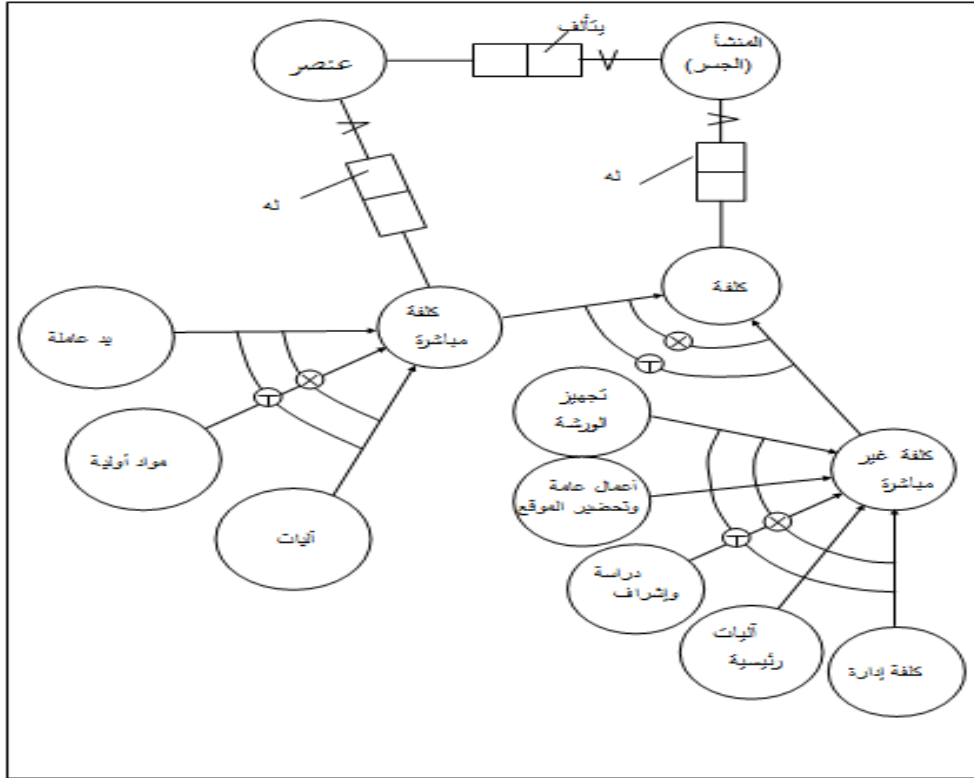 يتألف
المنشأ
(الجسر)
عنصر
له
له
كلفة
كلفة
مباشرة
يد عاملة
مواد أولية
آليات
تجهيز
الورشة
أعمال عامة
وتحضير الموقع
كلفة غير
مباشرة
دراسة
وإشراف
آليات
رئيسية
كلفة إدارة
T
T
T